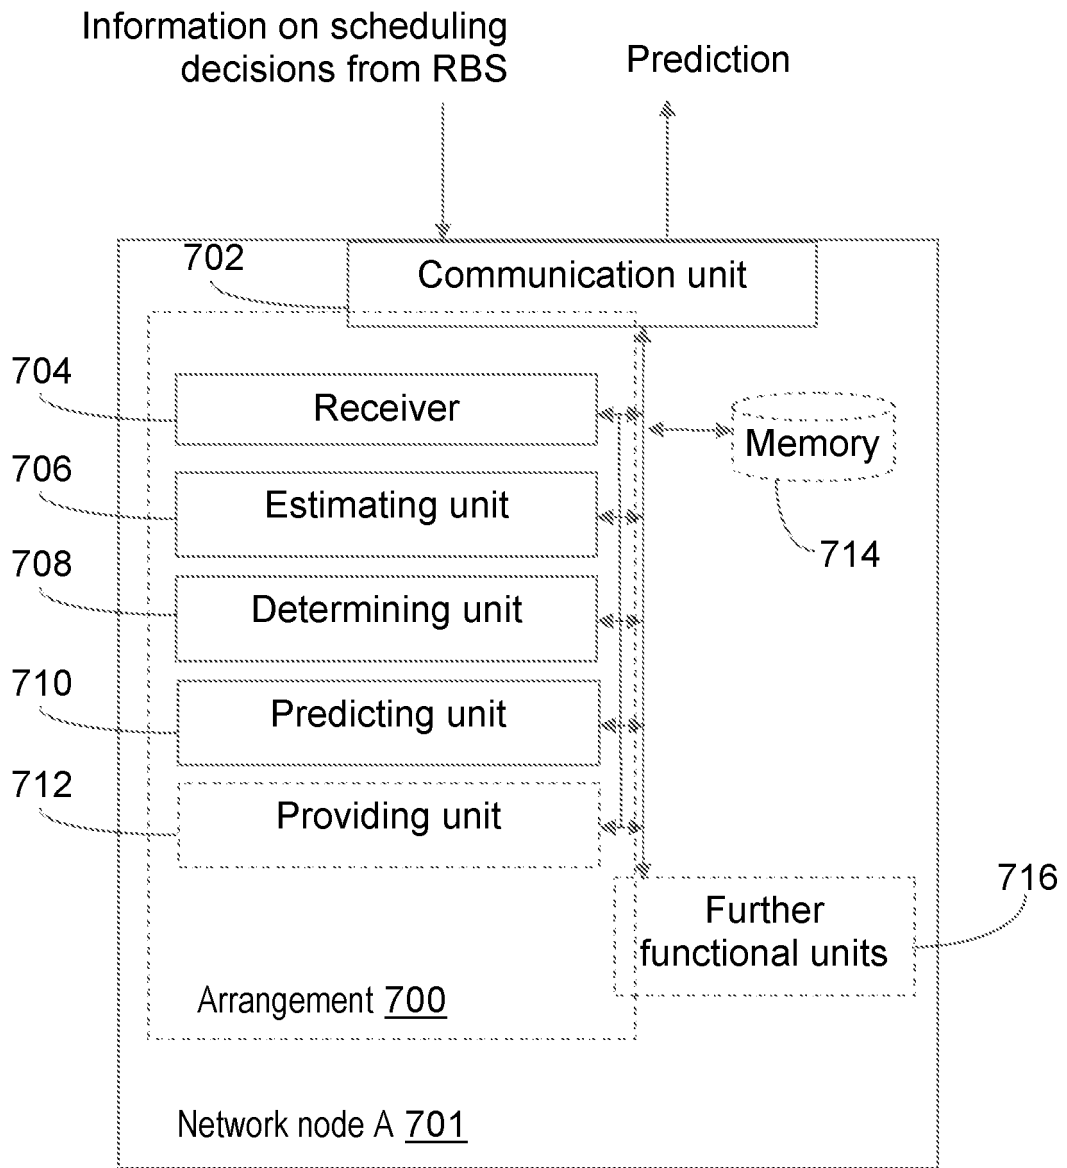 Information on scheduling
decisions from RBS
Prediction
702
Communication unit
704
Receiver
Memory
706
Estimating unit
714
708
Determining unit
710
Predicting unit
712
Providing unit
716
Further
functional units
Arrangement 700
Network node A 701